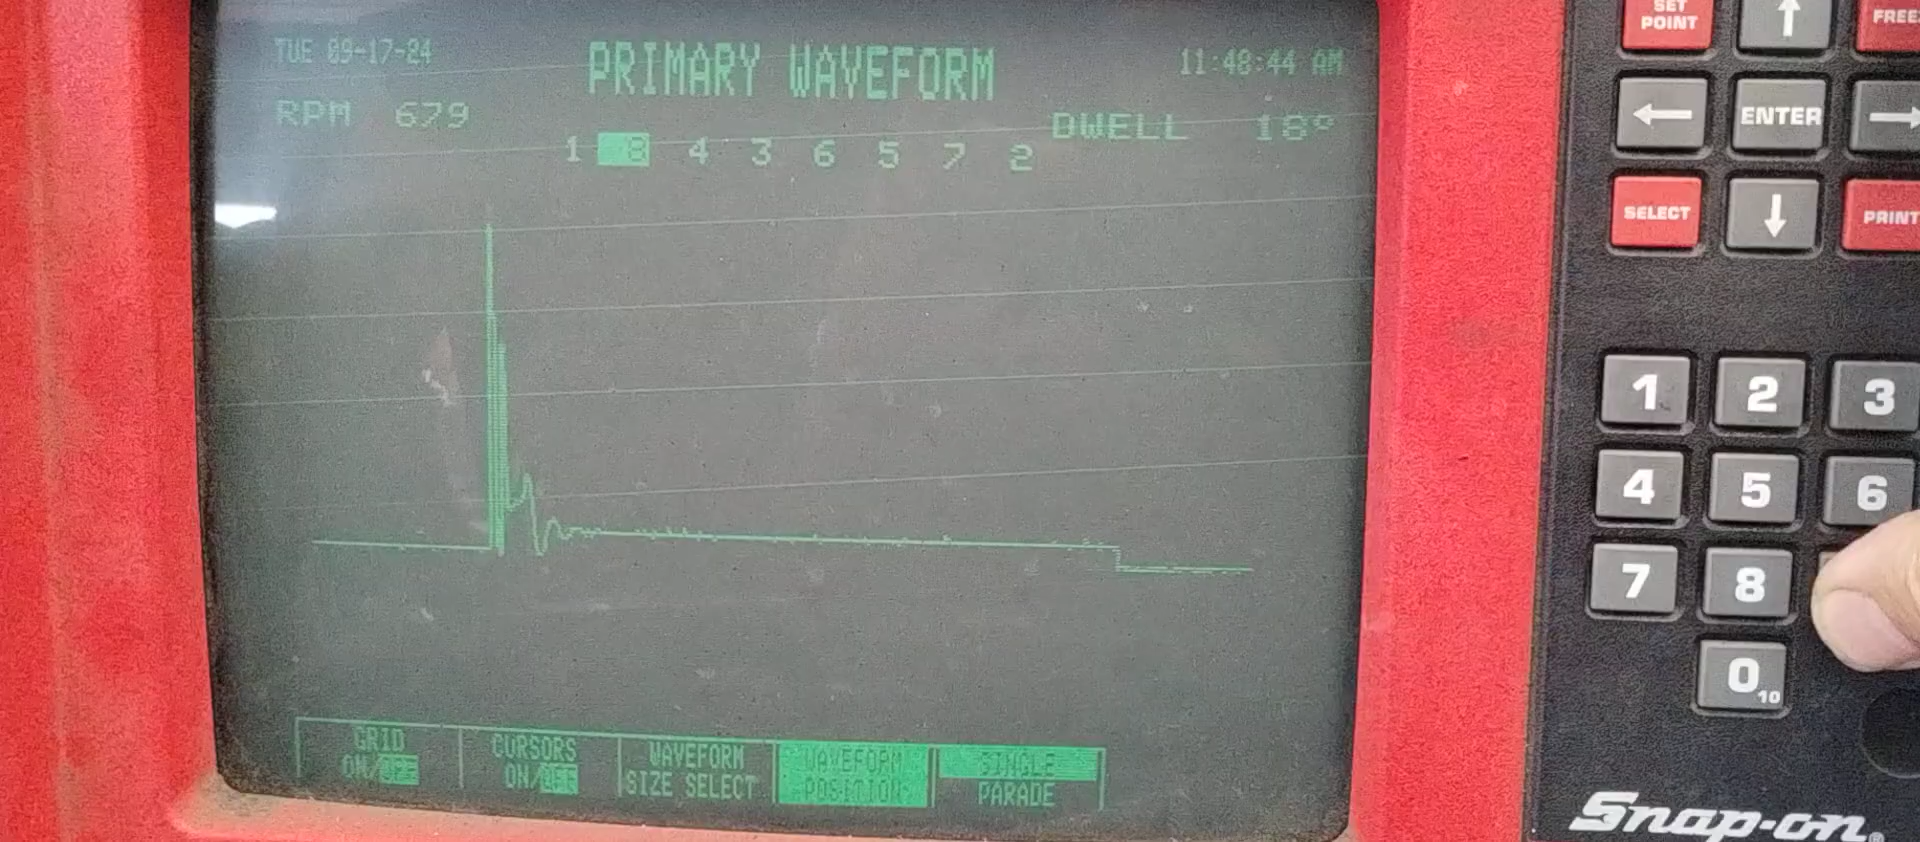 TUE 09-17-24
PRIMARY WAVEFORM
11:48:44 AM
RPM 679
DWELL 18°
1 8 4 3 6 5 7 2
GRID
ON/OFF
CURSORS
ON/OFF
WAVEFORM
SIZE SELECT
WAVEFORM
POSITION
SINGLE
PARADE
SET
POINT
FREE
ENTER
SELECT
PRINT
1 2 3
4 5 6
7 8
0 10
Snap-on®